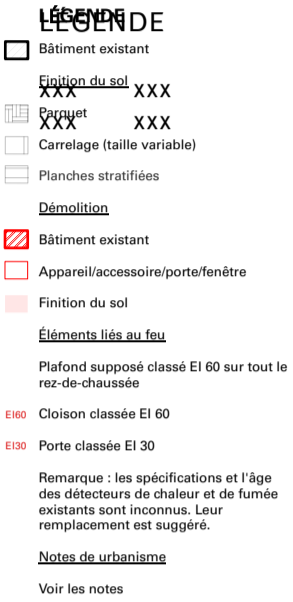 LÉGENDE
LÉGENDE
Bâtiment existant
Finition du sol
XXX XXX
Parquet
XXX XXX
Carrelage (taille variable)
Planches stratifiées
Démolition
Bâtiment existant
Appareil/accessoire/porte/fenêtre
Finition du sol
Éléments liés au feu
Plafond supposé classé EI 60 sur tout le
rez-de-chaussée
EI60 Cloison classée EI 60
EI30 Porte classée EI 30
Remarque : les spécifications et l'âge
des détecteurs de chaleur et de fumée
existants sont inconnus. Leur
remplacement est suggéré.
Notes de urbanisme
Voir les notes